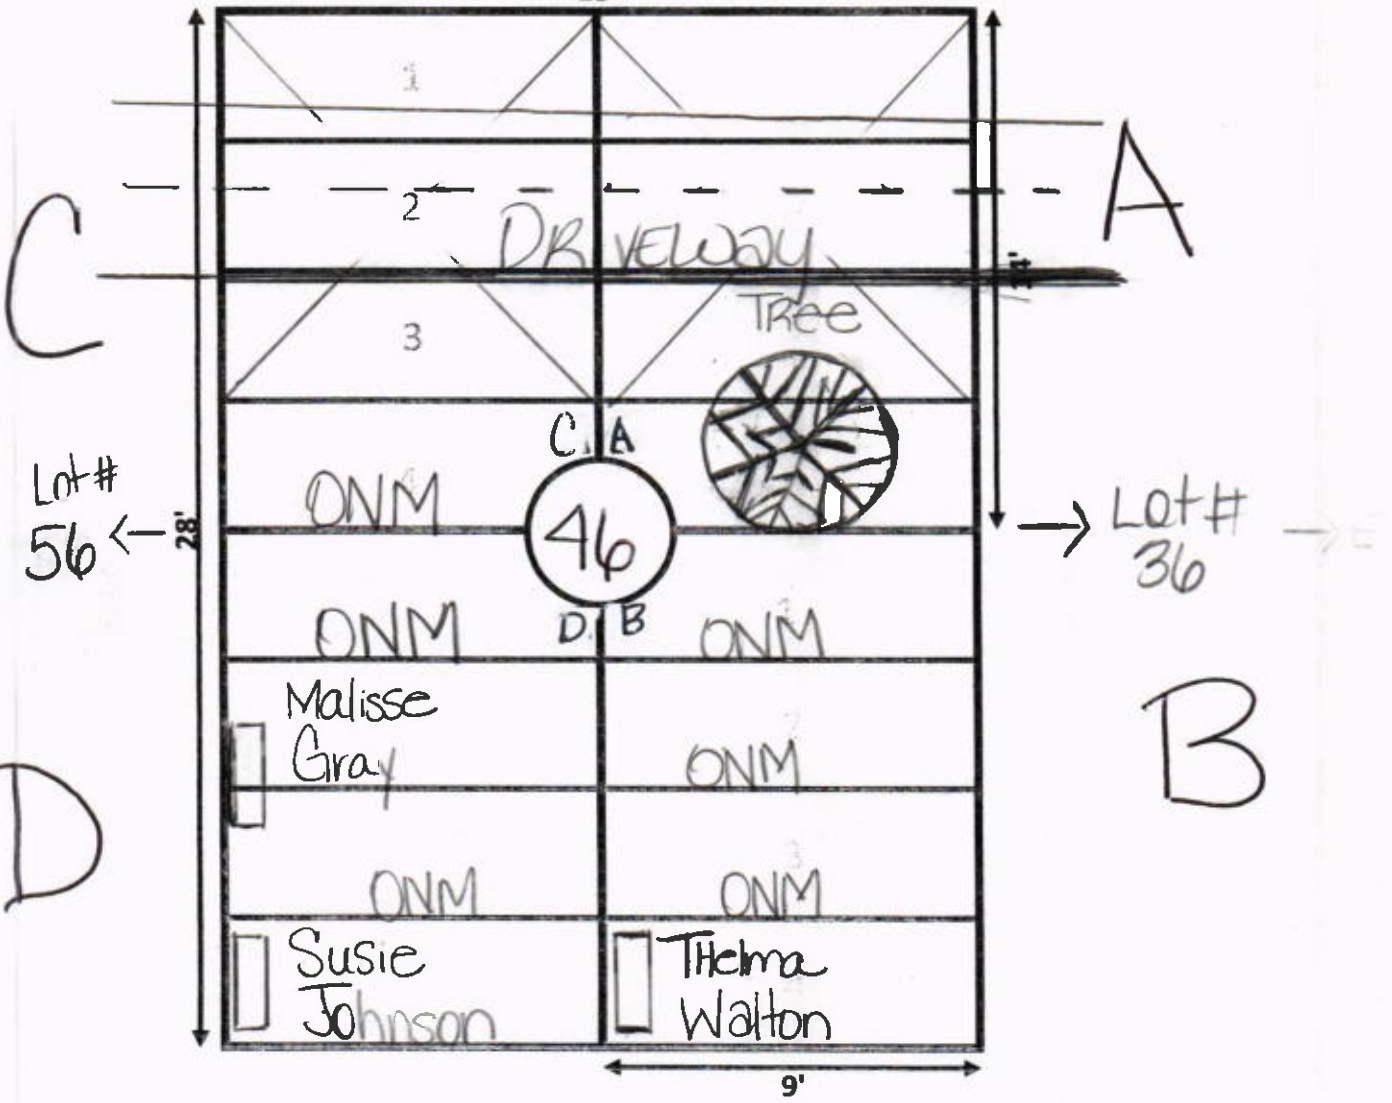 1
A
2
C
DRIVEWAY
14'
TREE
3
C A
Lot #
56
ONM
28'
46
Lot #
36
D B
ONM
ONM
Malisse
Gray
ONM
B
D
ONM
ONM
Susie
Johnson
THelma
Walton
9'